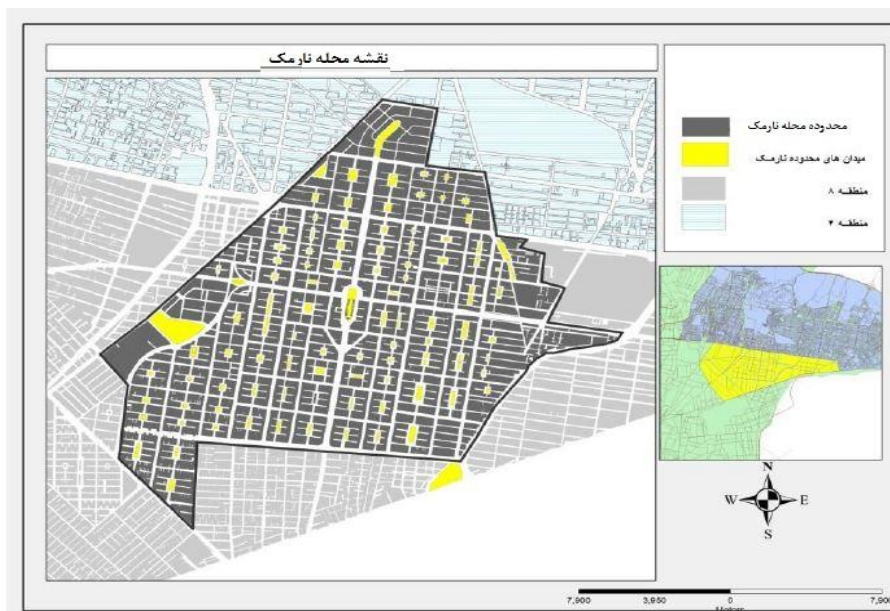 نقشه محله نارمک
محدوده محله نارمک
میدان های محدوده نارمک
منطقه ۸
منطقه ۴
N
W E
S
7,900 3,950 0 7,900
Meters